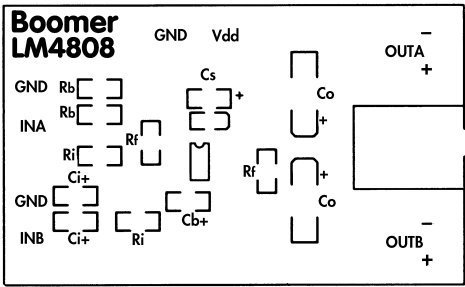 Boomer
LM4808
GND Vdd
−
OUTA
+
Cs
+
GND Rb
Rb
Co
+
INA
Rf
Ri
Rf
+
Ci+
GND
Co
Cb+
−
INB Ci+ Ri
OUTB
+